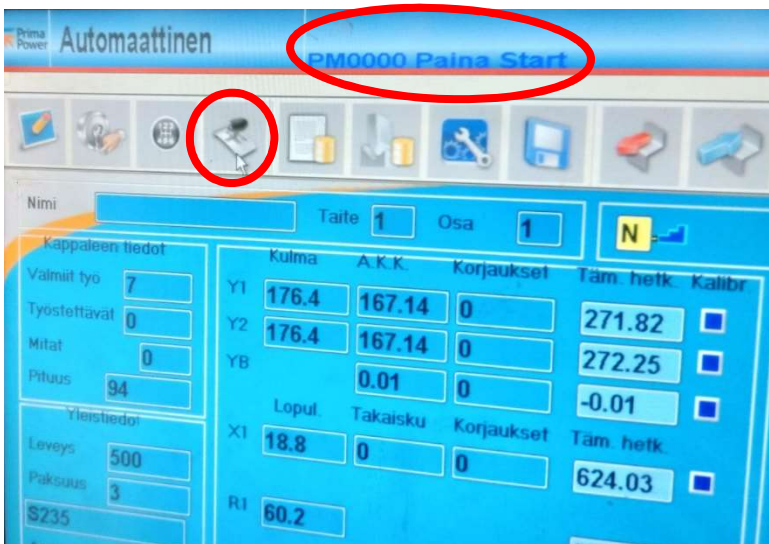 Prima Power Automaattinen
PM0000 Paina Start
Nimi Taite 1 Osa 1 N
Kappaleen tiedot
Valmiit työ 7
Työstettävät 0
Mitat 0
Pituus 94
Yleistiedot
Leveys 500
Paksuus 3
S235
Kulma A.K.K. Korjaukset Täm. hetk. Kalibr.
Y1 176.4 167.14 0 271.82
Y2 176.4 167.14 0 272.25
YB 0.01 0 -0.01
Lopul. Takaisku Korjaukset Täm. hetk.
X1 18.8 0 0 624.03
R1 60.2